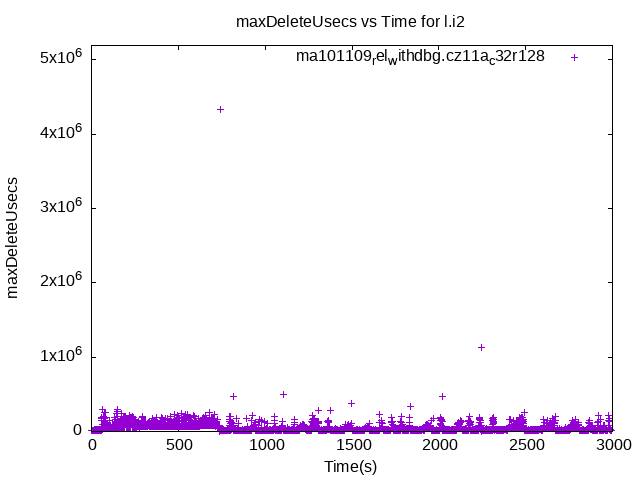 maxDeleteUsecs vs Time for l.i2
ma101109_rel_withdbg.cz11a_c32r128
5x10^6
4x10^6
3x10^6
2x10^6
1x10^6
0
maxDeleteUsecs
0 500 1000 1500 2000 2500 3000
Time(s)